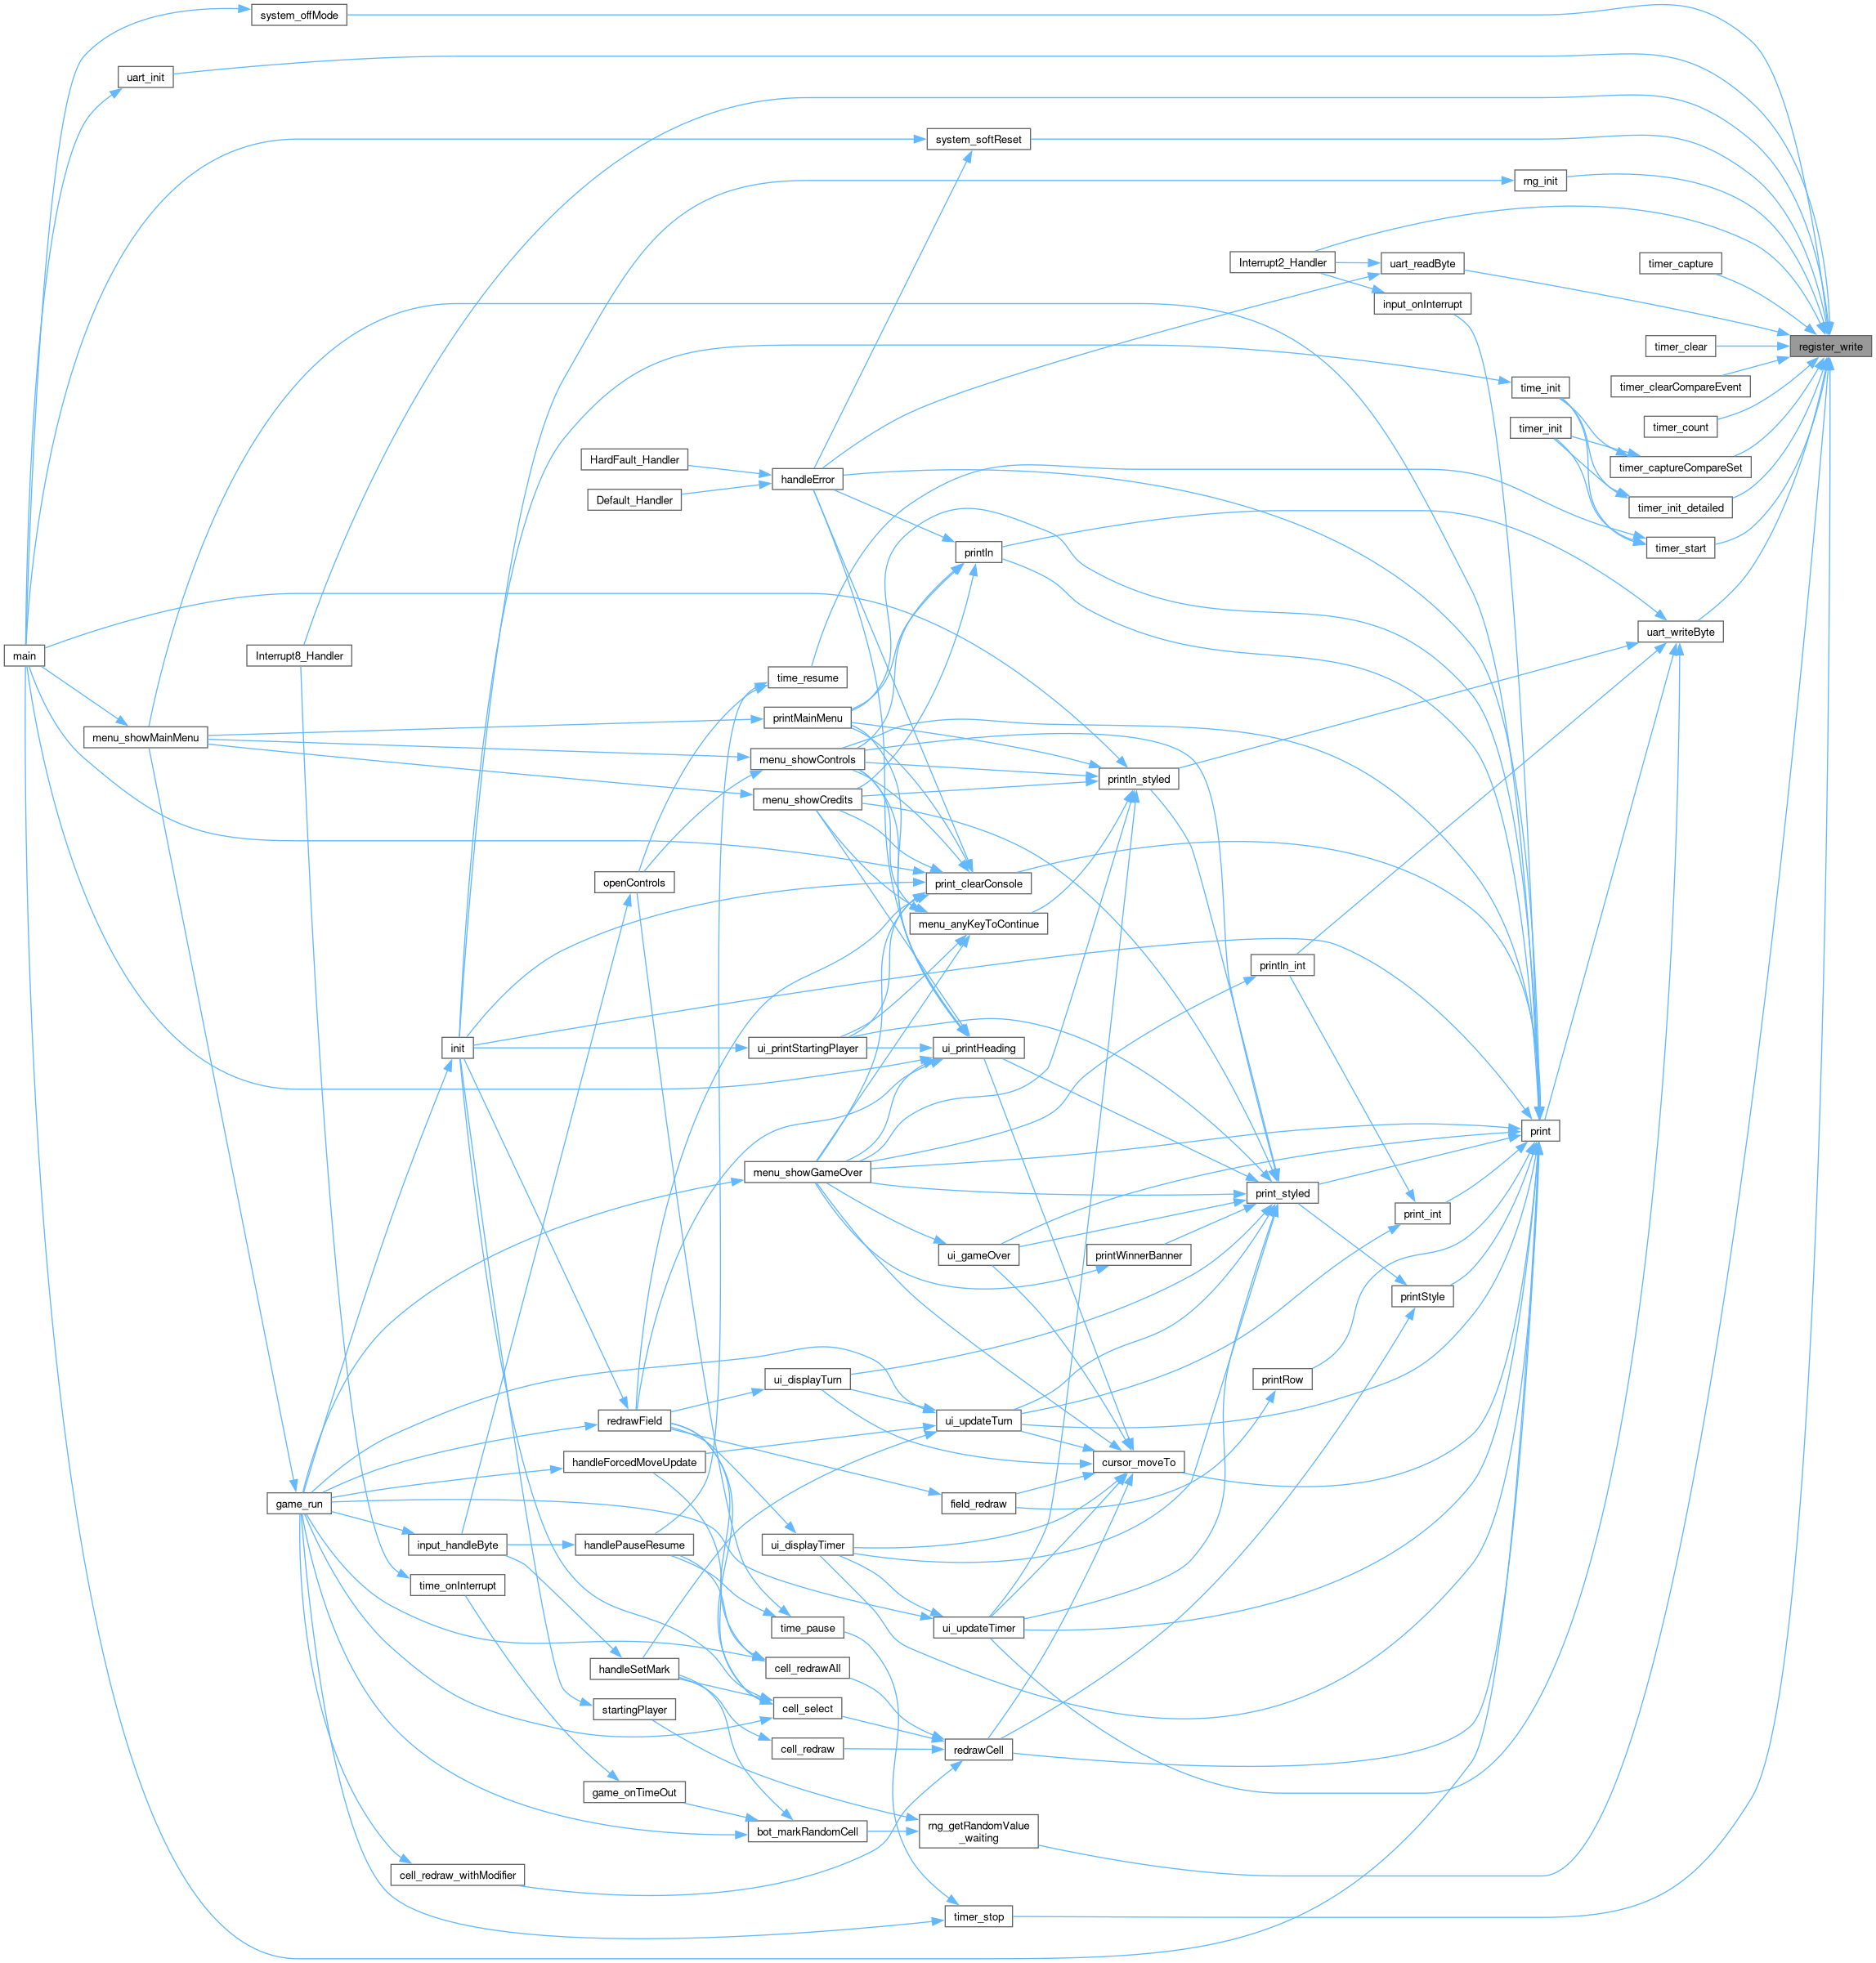 system_offMode
uart_init
system_softReset
rng_init
Interrupt2_Handler
uart_readByte
timer_capture
input_onInterrupt
timer_clear
register_write
timer_clearCompareEvent
time_init
timer_count
timer_init
HardFault_Handler
timer_captureCompareSet
handleError
Default_Handler
timer_init_detailed
println
timer_start
uart_writeByte
main
Interrupt8_Handler
time_resume
printMainMenu
menu_showMainMenu
menu_showControls
println_styled
menu_showCredits
openControls
print_clearConsole
menu_anyKeyToContinue
println_int
init
ui_printStartingPlayer
ui_printHeading
print
menu_showGameOver
print_styled
print_int
ui_gameOver
printWinnerBanner
printStyle
ui_displayTurn
printRow
redrawField
ui_updateTurn
handleForcedMoveUpdate
cursor_moveTo
game_run
field_redraw
input_handleByte
handlePauseResume
ui_displayTimer
time_onInterrupt
time_pause
ui_updateTimer
handleSetMark
cell_redrawAll
startingPlayer
cell_select
cell_redraw
redrawCell
game_onTimeOut
bot_markRandomCell
rng_getRandomValue
_waiting
cell_redraw_withModifier
timer_stop